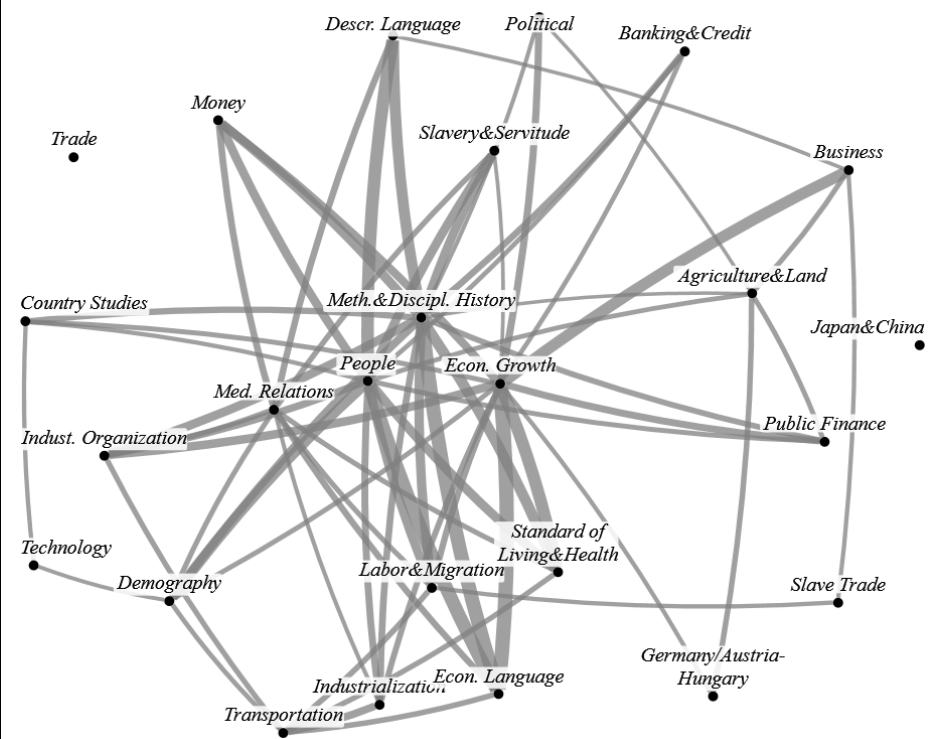 Descr. Language
Political
Banking&Credit
Money
Slavery&Servitude
Trade
Business
Agriculture&Land
Country Studies
Meth.&Discipl. History
Japan&China
People
Econ. Growth
Med. Relations
Public Finance
Indust. Organization
Standard of
Living&Health
Technology
Labor&Migration
Demography
Slave Trade
Germany/Austria-
Hungary
Econ. Language
Industrialization
Transportation